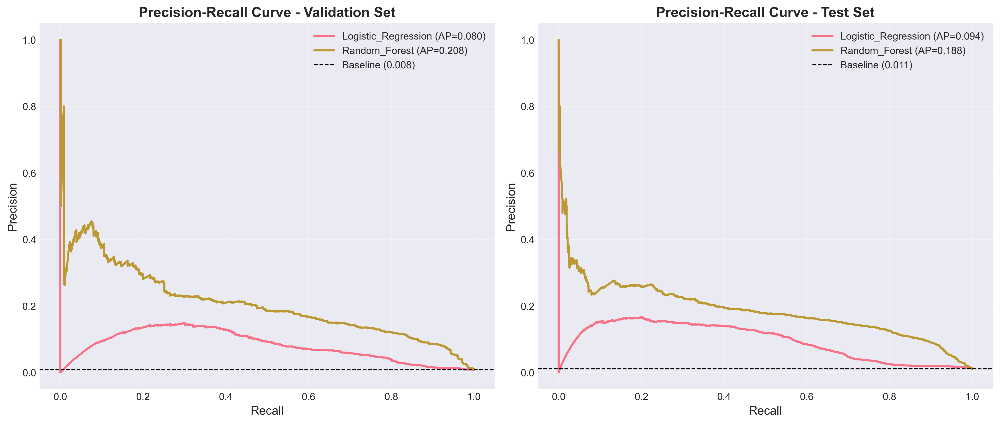 Precision-Recall Curve - Validation Set
Logistic_Regression (AP=0.080)
Random_Forest (AP=0.208)
Baseline (0.008)
1.0
0.8
0.6
0.4
0.2
0.0
Precision
0.0 0.2 0.4 0.6 0.8 1.0
Recall
Precision-Recall Curve - Test Set
Logistic_Regression (AP=0.094)
Random_Forest (AP=0.188)
Baseline (0.011)
1.0
0.8
0.6
0.4
0.2
0.0
Precision
0.0 0.2 0.4 0.6 0.8 1.0
Recall